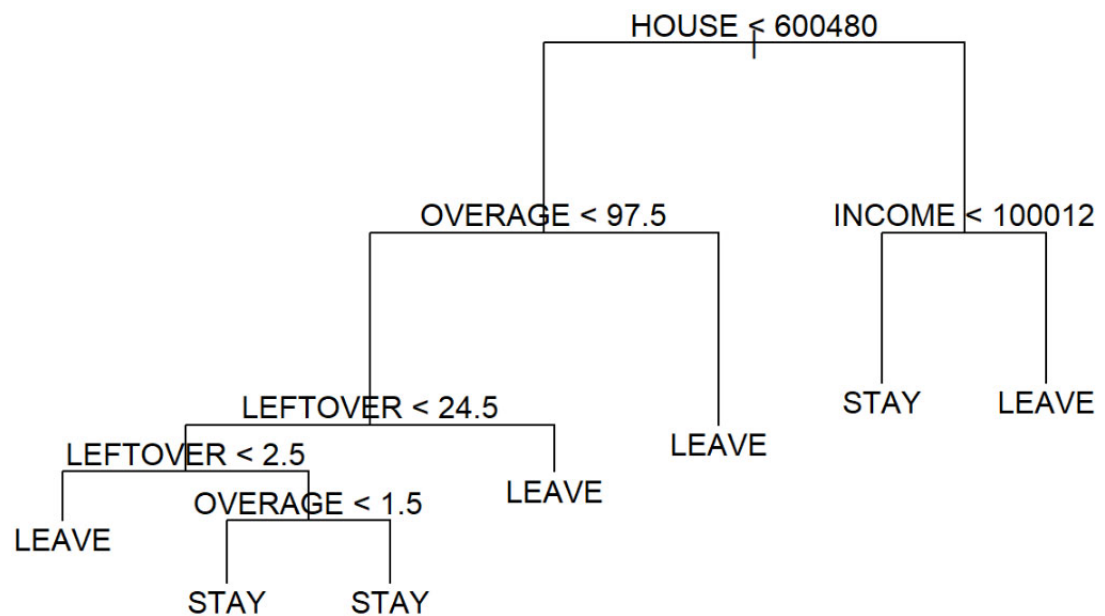 HOUSE < 600480
OVERAGE < 97.5
INCOME < 100012
LEFTOVER < 24.5
STAY
LEAVE
LEAVE
LEFTOVER < 2.5
LEAVE
OVERAGE < 1.5
LEAVE
STAY
STAY